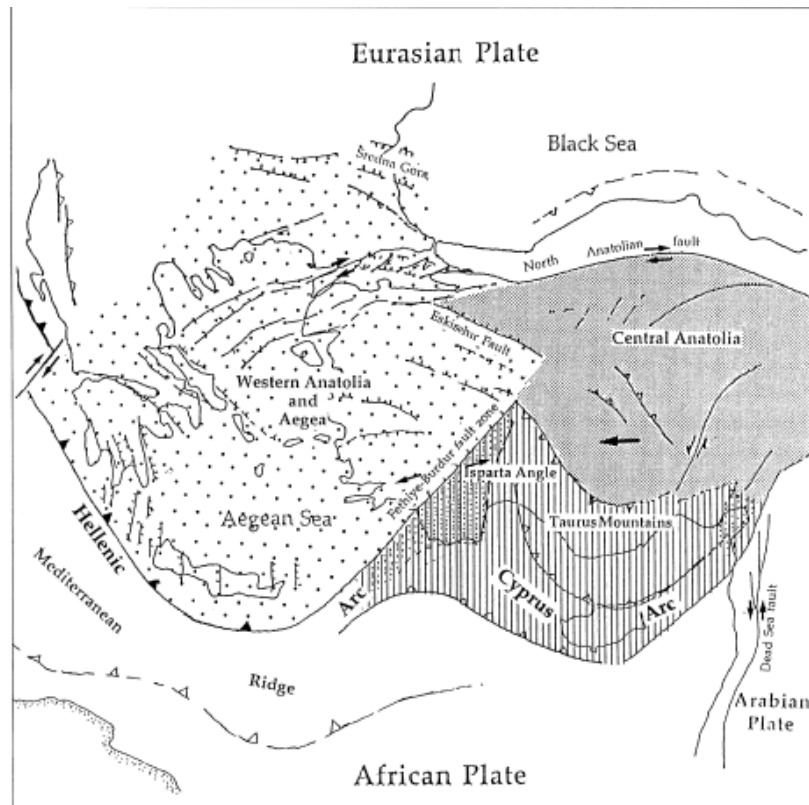 Eurasian Plate
Black Sea
Sredna Gora
North Anatolian fault
Eskisehir Fault
Central Anatolia
Western Anatolia
and
Aegea
Fethiye-Burdur fault zone
Isparta Angle
Aegean Sea
Taurus Mountains
Hellenic
Arc
Cyprus
Arc
Mediterranean
Dead Sea fault
Ridge
Arabian
Plate
African Plate